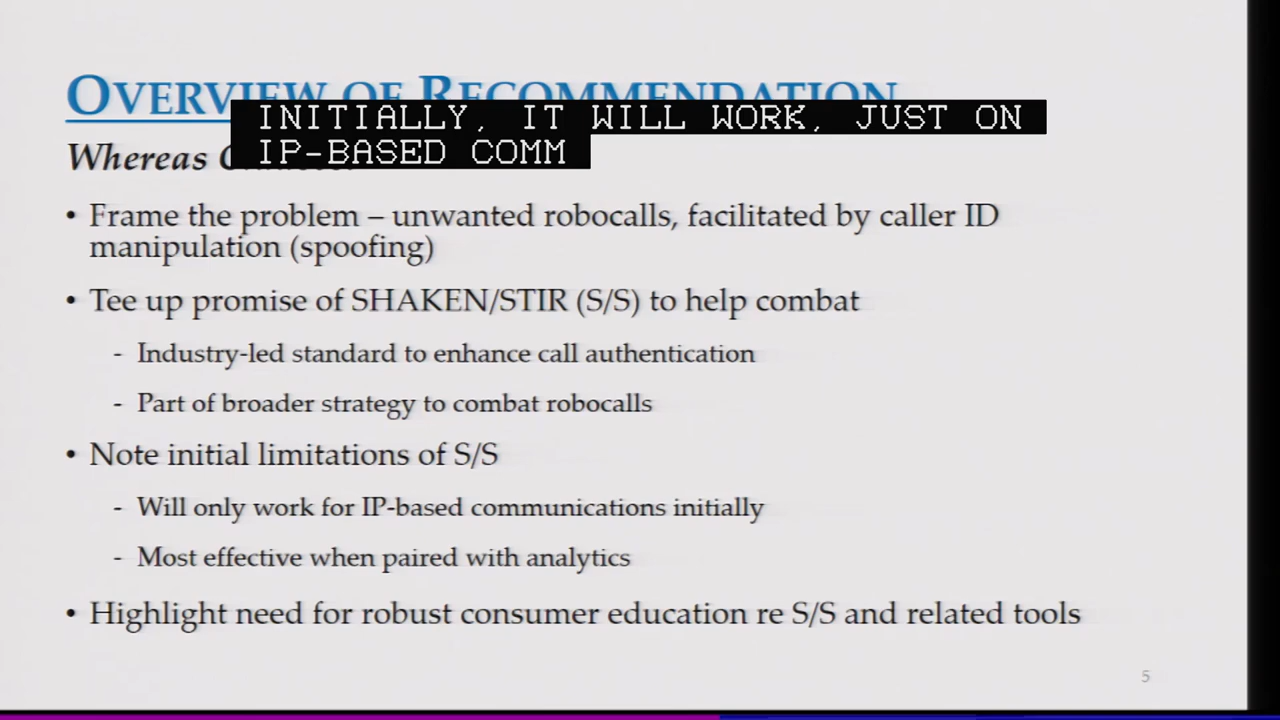 OVERVIEW OF RECOMMENDATION
INITIALLY, IT WILL WORK, JUST ON
IP-BASED COMM
Whereas
• Frame the problem – unwanted robocalls, facilitated by caller ID
manipulation (spoofing)
• Tee up promise of SHAKEN/STIR (S/S) to help combat
- Industry-led standard to enhance call authentication
- Part of broader strategy to combat robocalls
• Note initial limitations of S/S
- Will only work for IP-based communications initially
- Most effective when paired with analytics
• Highlight need for robust consumer education re S/S and related tools
5